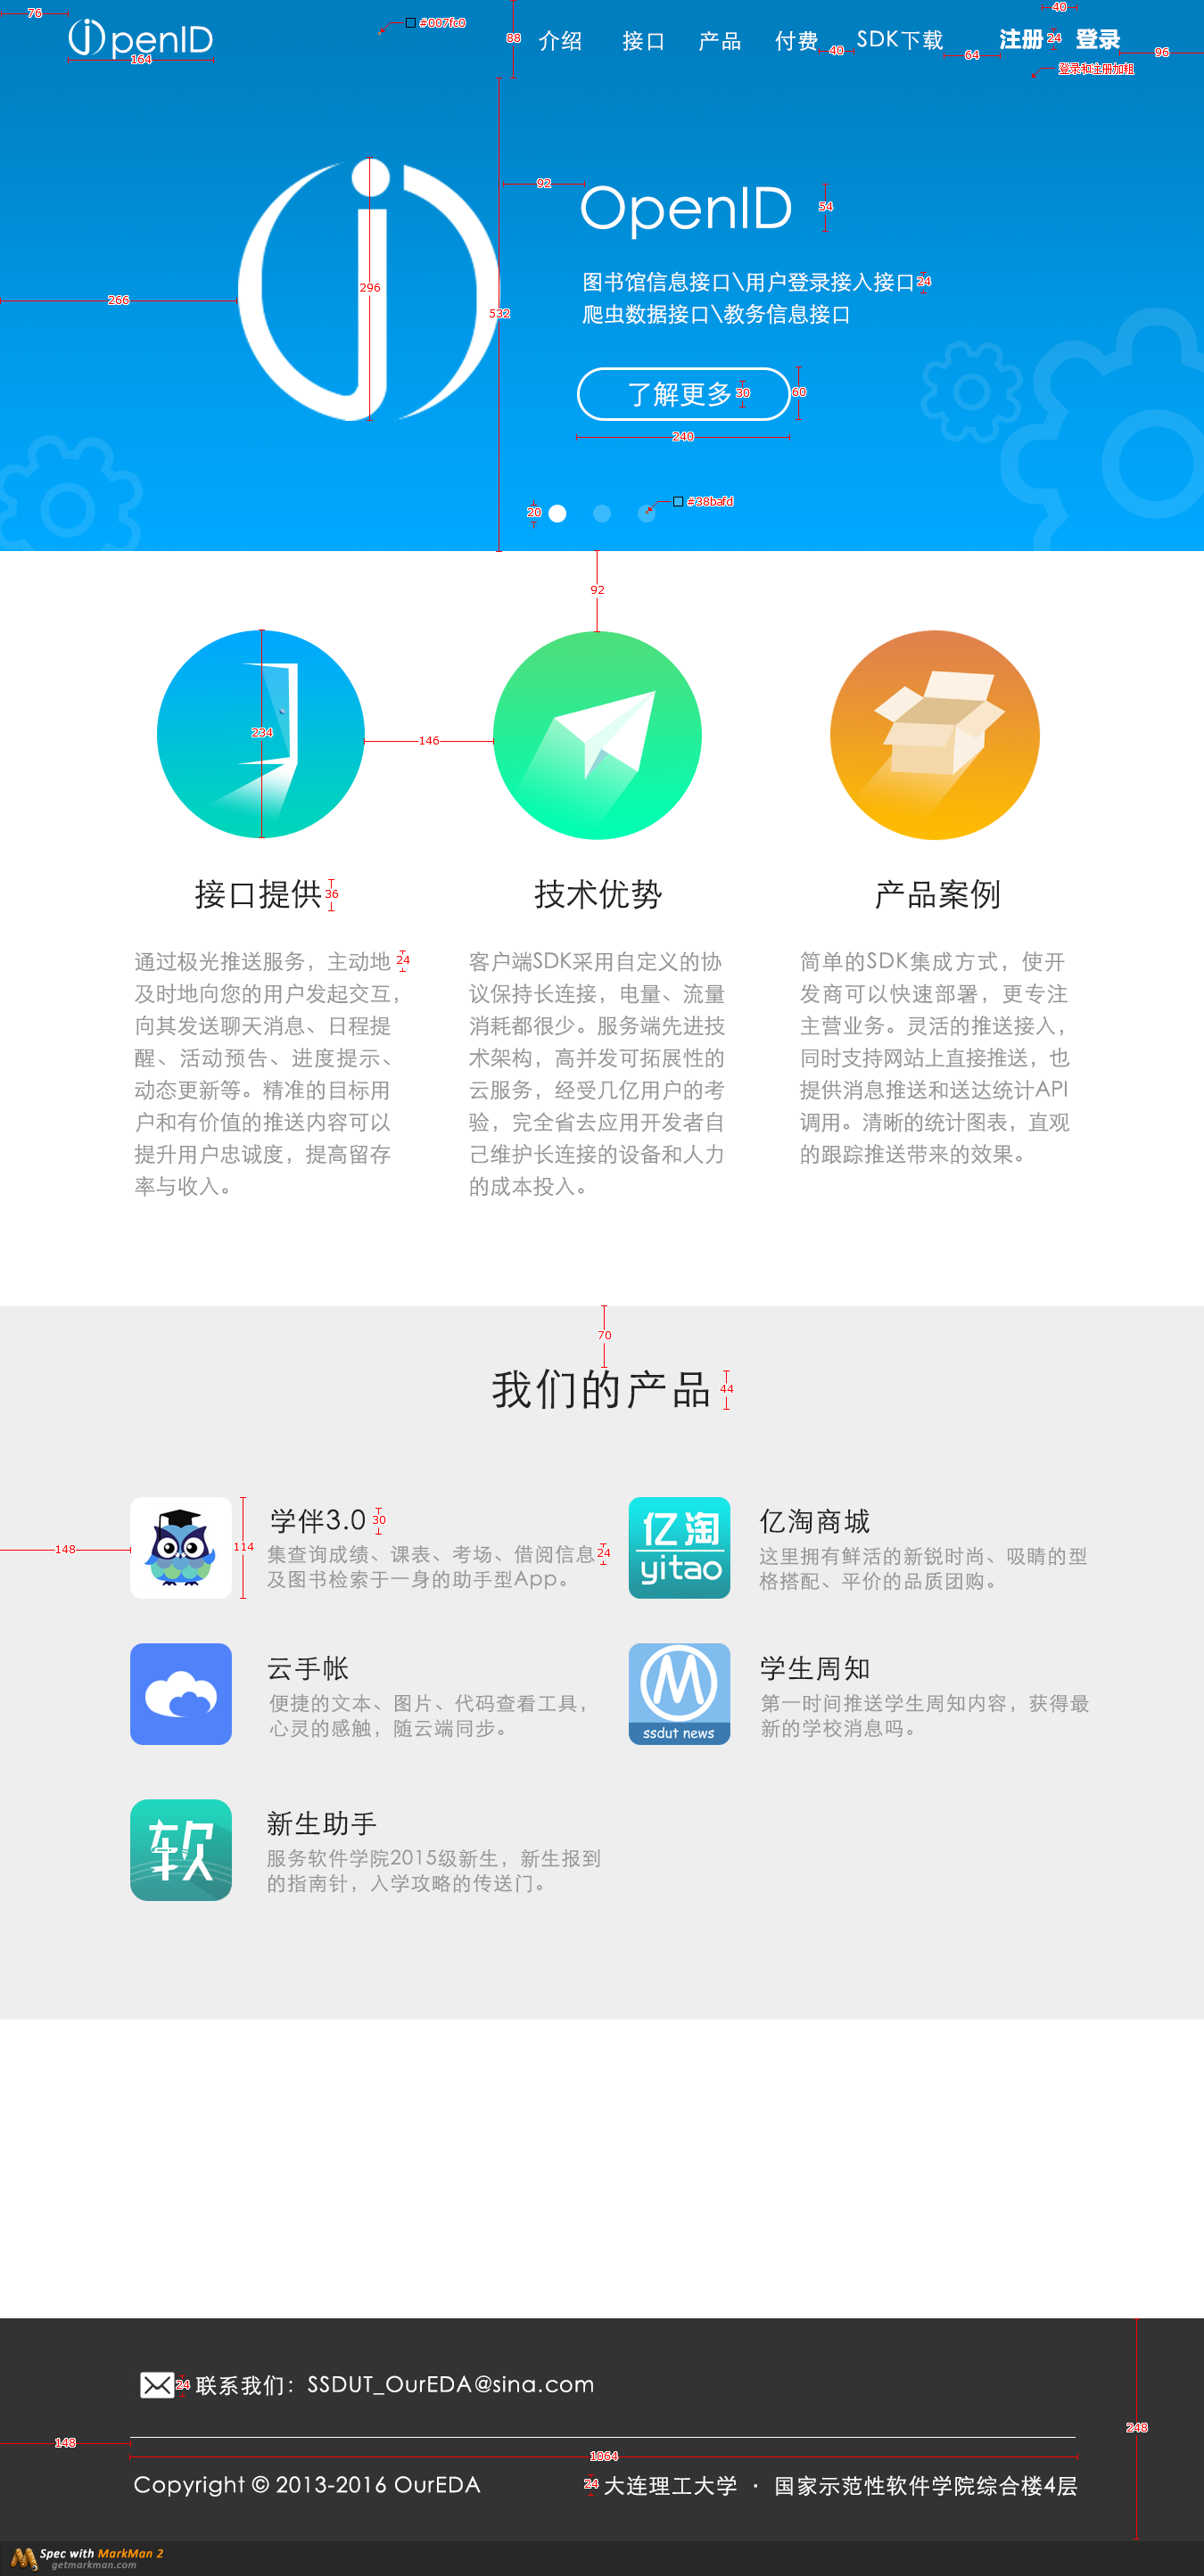 76
OpenID
164
#007fc0
88
介绍 接口 产品 付费 40 SDK下载
64
注册 24 登录
40
96
登录和注册加粗
92
OpenID
54
266
296
532
图书馆信息接口\用户登录接入接口
24
爬虫数据接口\教务信息接口
了解更多
30
60
240
20
#38bafd
92
234
146
接口提供
36
技术优势
产品案例
通过极光推送服务，主动地
24
及时地向您的用户发起交互，
向其发送聊天消息、日程提
醒、活动预告、进度提示、
动态更新等。精准的目标用
户和有价值的推送内容可以
提升用户忠诚度，提高留存
率与收入。
客户端SDK采用自定义的协
议保持长连接，电量、流量
消耗都很少。服务端先进技
术架构，高并发可拓展性的
云服务，经受几亿用户的考
验，完全省去应用开发者自
己维护长连接的设备和人力
的成本投入。
简单的SDK集成方式，使开
发商可以快速部署，更专注
主营业务。灵活的推送接入，
同时支持网站上直接推送，也
提供消息推送和送达统计API
调用。清晰的统计图表，直观
的跟踪推送带来的效果。
70
我们的产品
44
148
114
学伴3.0
30
集查询成绩、课表、考场、借阅信息
24
及图书检索于一身的助手型App。
亿淘
yitao
亿淘商城
这里拥有鲜活的新锐时尚、吸睛的型
格搭配、平价的品质团购。
云手帐
便捷的文本、图片、代码查看工具，
心灵的感触，随云端同步。
M
ssdut news
学生周知
第一时间推送学生周知内容，获得最
新的学校消息吗。
软
新生助手
服务软件学院2015级新生，新生报到
的指南针，入学攻略的传送门。
24
联系我们：SSDUT_OurEDA@sina.com
248
148
1064
Copyright © 2013-2016 OurEDA
24
大连理工大学 · 国家示范性软件学院综合楼4层
Spec with MarkMan 2
getmarkman.com